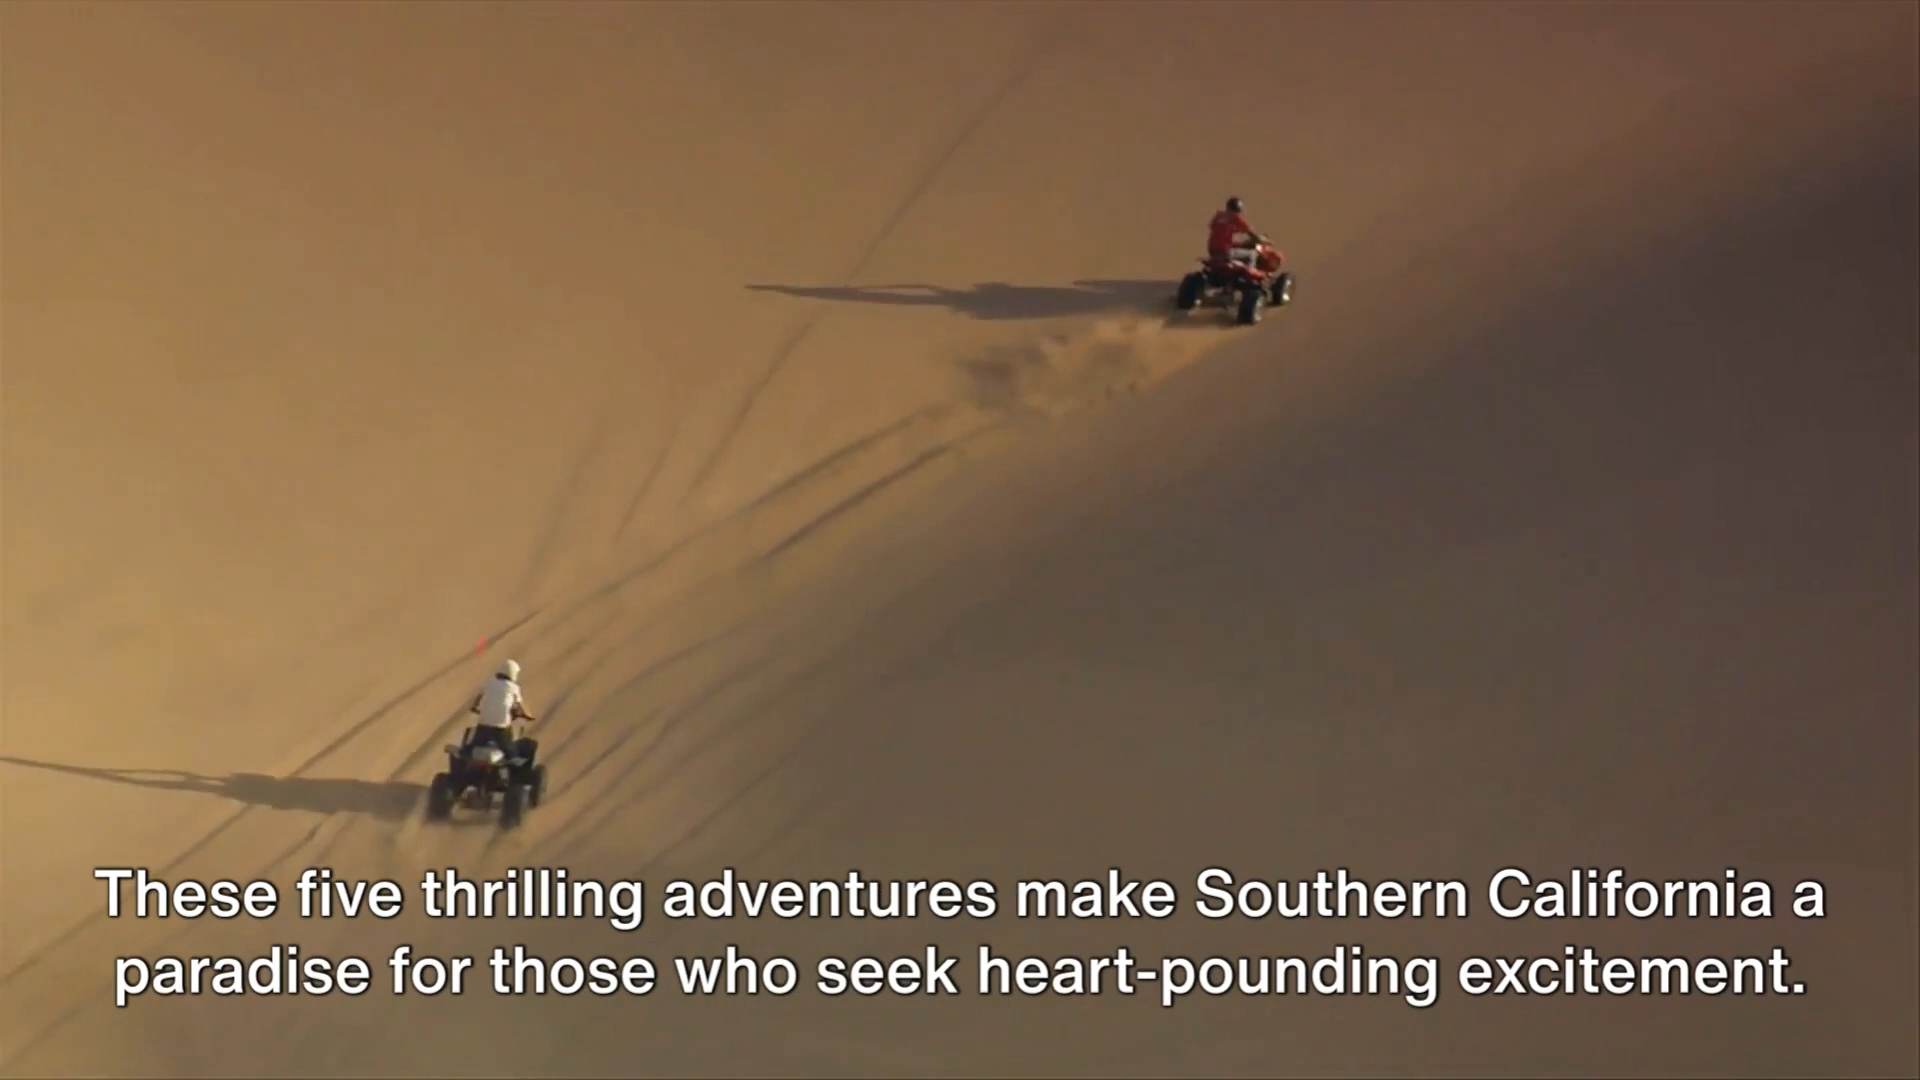 These five thrilling adventures make Southern California a
paradise for those who seek heart-pounding excitement.